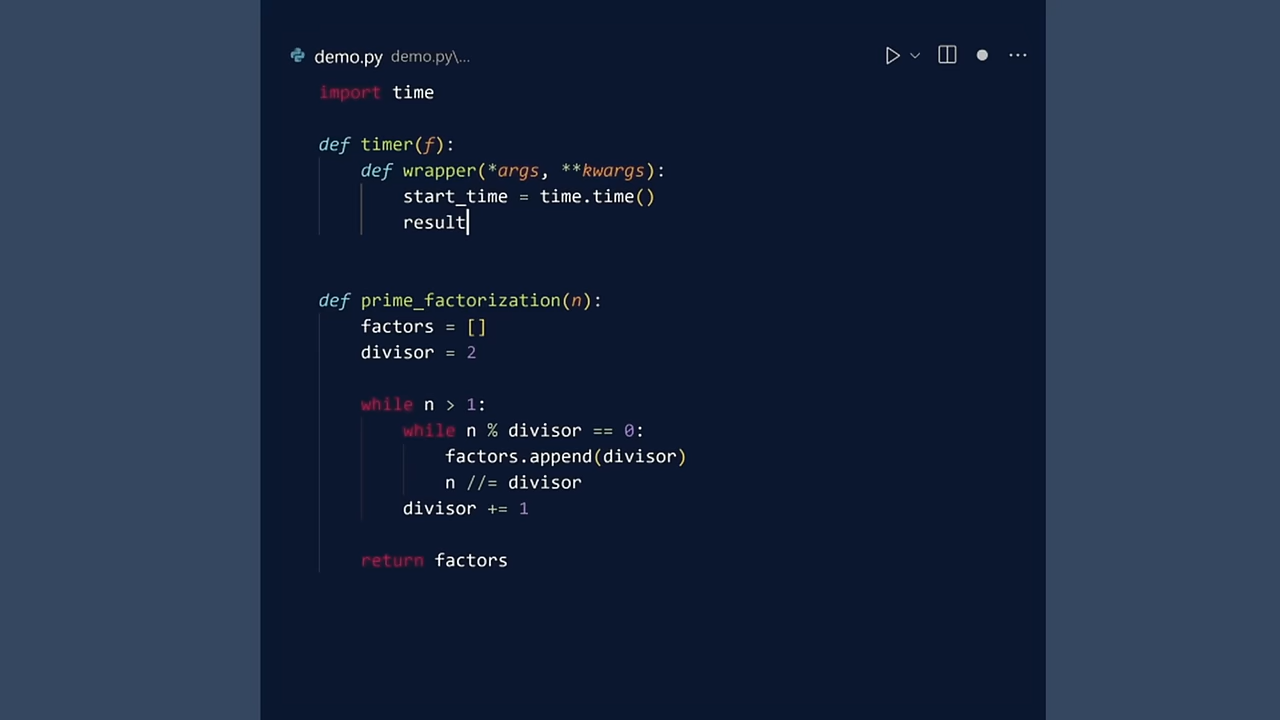 demo.py demo.py\...
import time
def timer(f):
    def wrapper(*args, **kwargs):
        start_time = time.time()
        result
def prime_factorization(n):
    factors = []
    divisor = 2
    while n > 1:
        while n % divisor == 0:
            factors.append(divisor)
            n //= divisor
        divisor += 1
    return factors